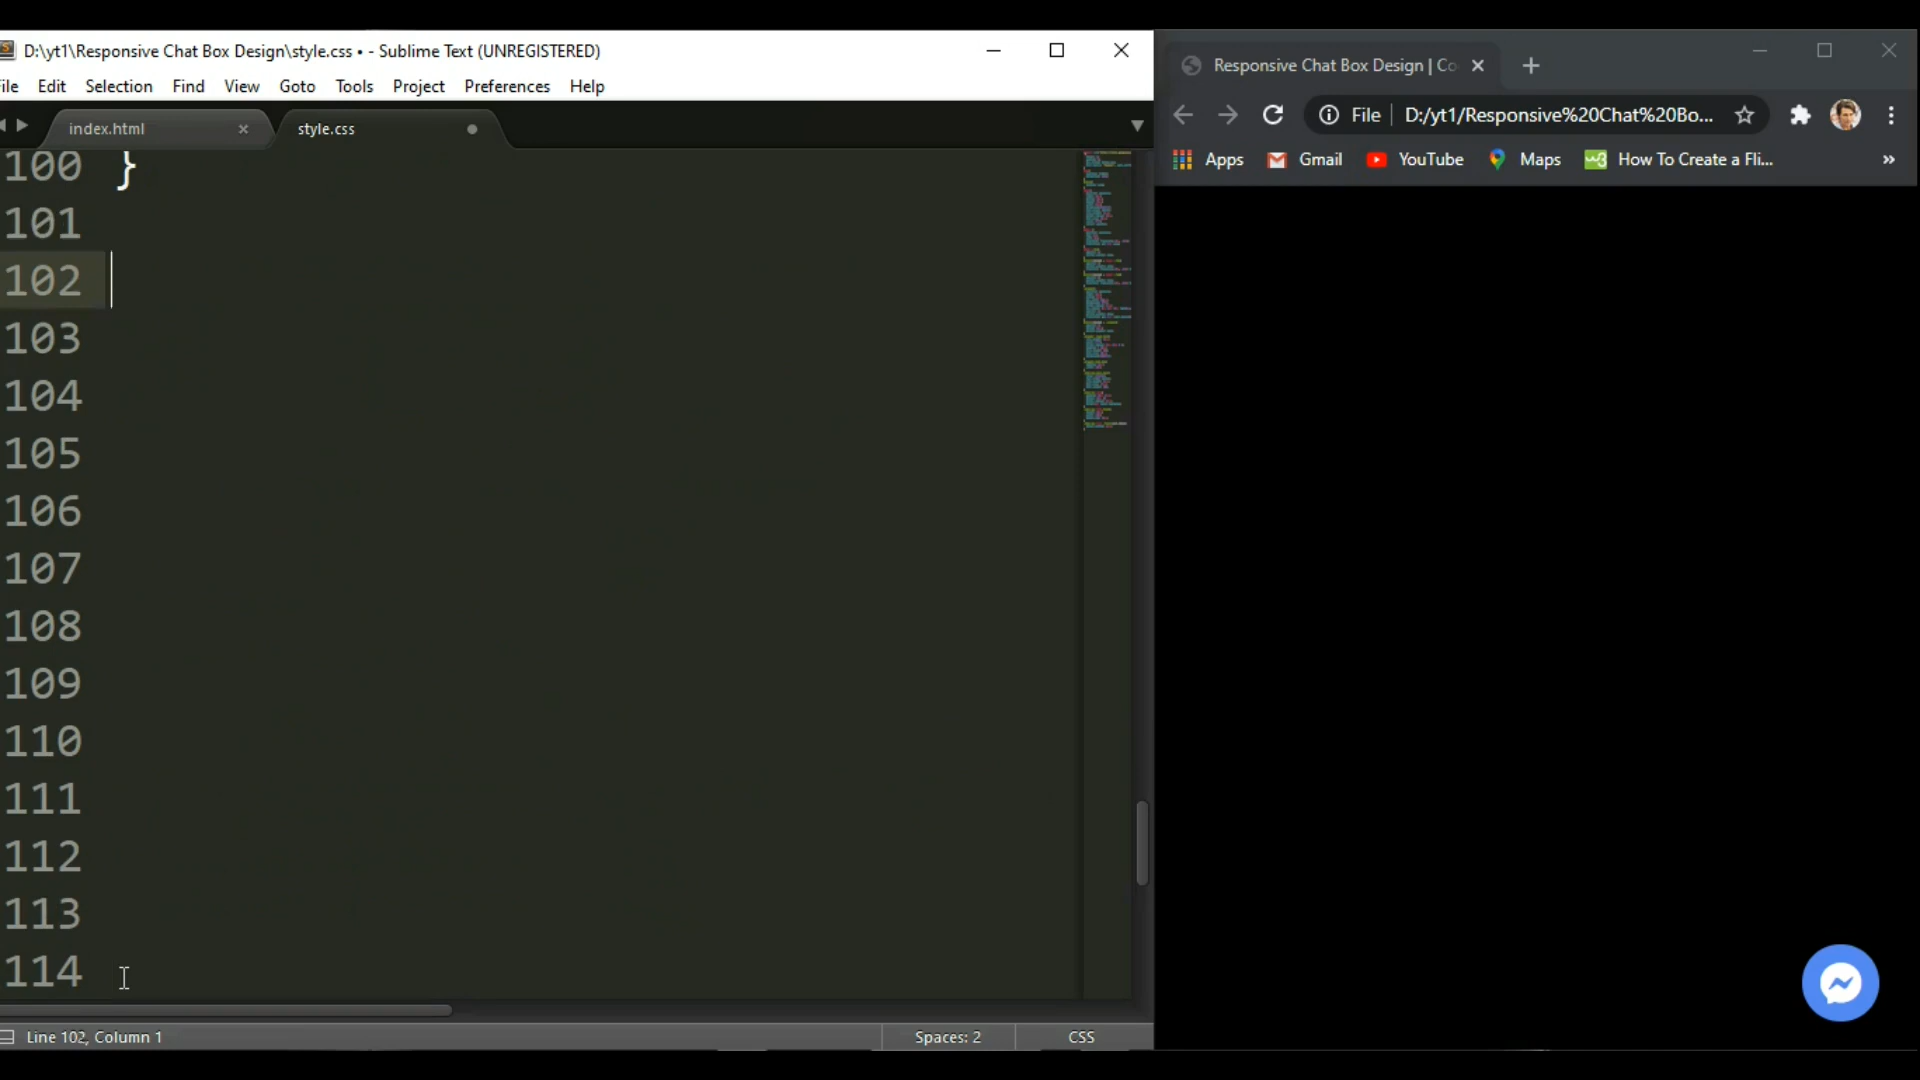 D:\yt1\Responsive Chat Box Design\style.css • - Sublime Text (UNREGISTERED)
ile Edit Selection Find View Goto Tools Project Preferences Help
index.html
style.css
100 }
101
102
103
104
105
106
107
108
109
110
111
112
113
114
Line 102, Column 1
Spaces: 2
CSS
Responsive Chat Box Design | Co
File
D:/yt1/Responsive%20Chat%20Bo...
Apps Gmail YouTube Maps How To Create a Fli... »